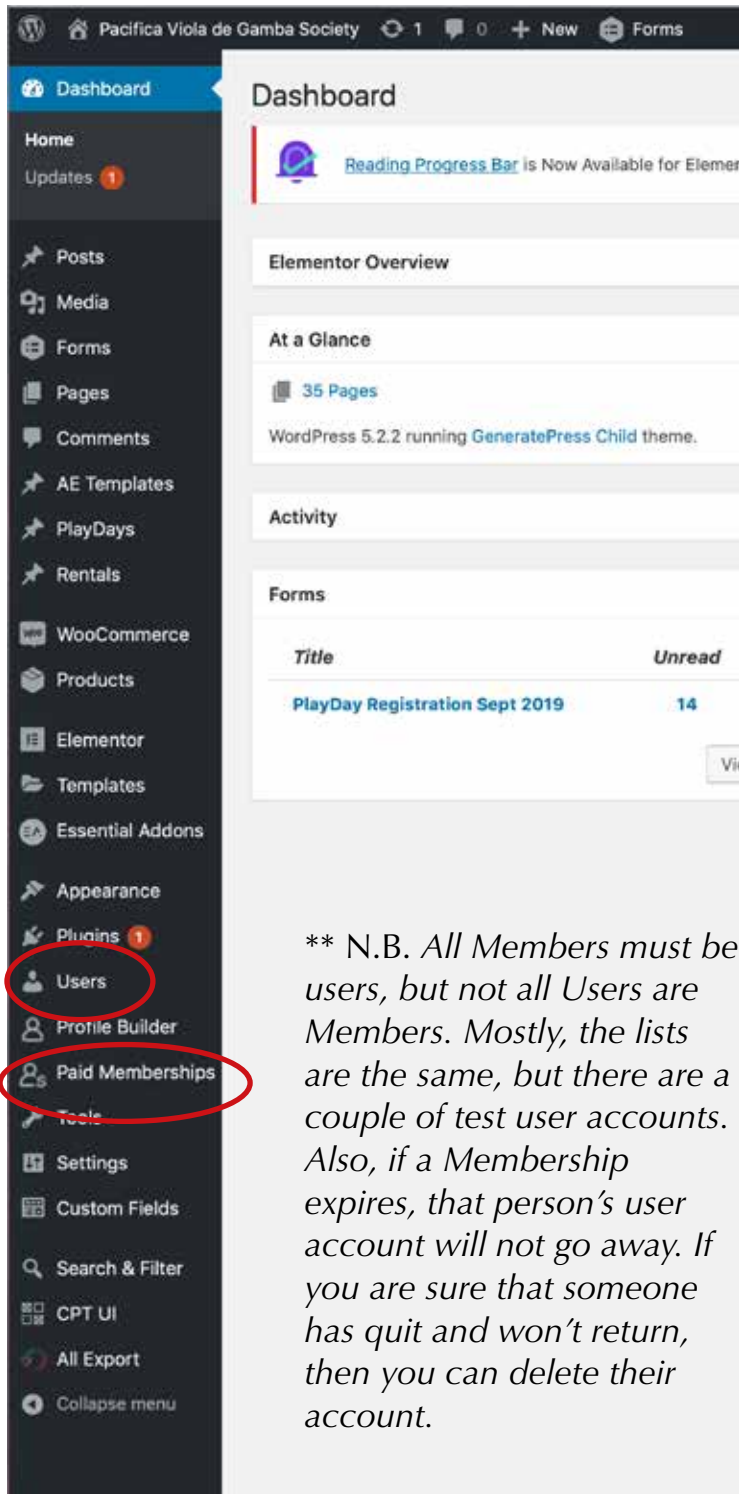 Pacifica Viola de Gamba Society 1 0 + New Forms
Dashboard
Home
Updates 1
Posts
Media
Forms
Pages
Comments
AE Templates
PlayDays
Rentals
WooCommerce
Products
Elementor
Templates
Essential Addons
Appearance
Plugins 1
Users
Profile Builder
Paid Memberships
Tools
Settings
Custom Fields
Search & Filter
CPT UI
All Export
Collapse menu
Dashboard
Reading Progress Bar is Now Available for
Elementor Overview
At a Glance
35 Pages
WordPress 5.2.2 running GeneratePress Child theme.
Activity
Forms
Title Unread
PlayDay Registration Sept 2019 14
** N.B. All Members must be
users, but not all Users are
Members. Mostly, the lists
are the same, but there are a
couple of test user accounts.
Also, if a Membership
expires, that person’s user
account will not go away. If
you are sure that someone
has quit and won’t return,
then you can delete their
account.